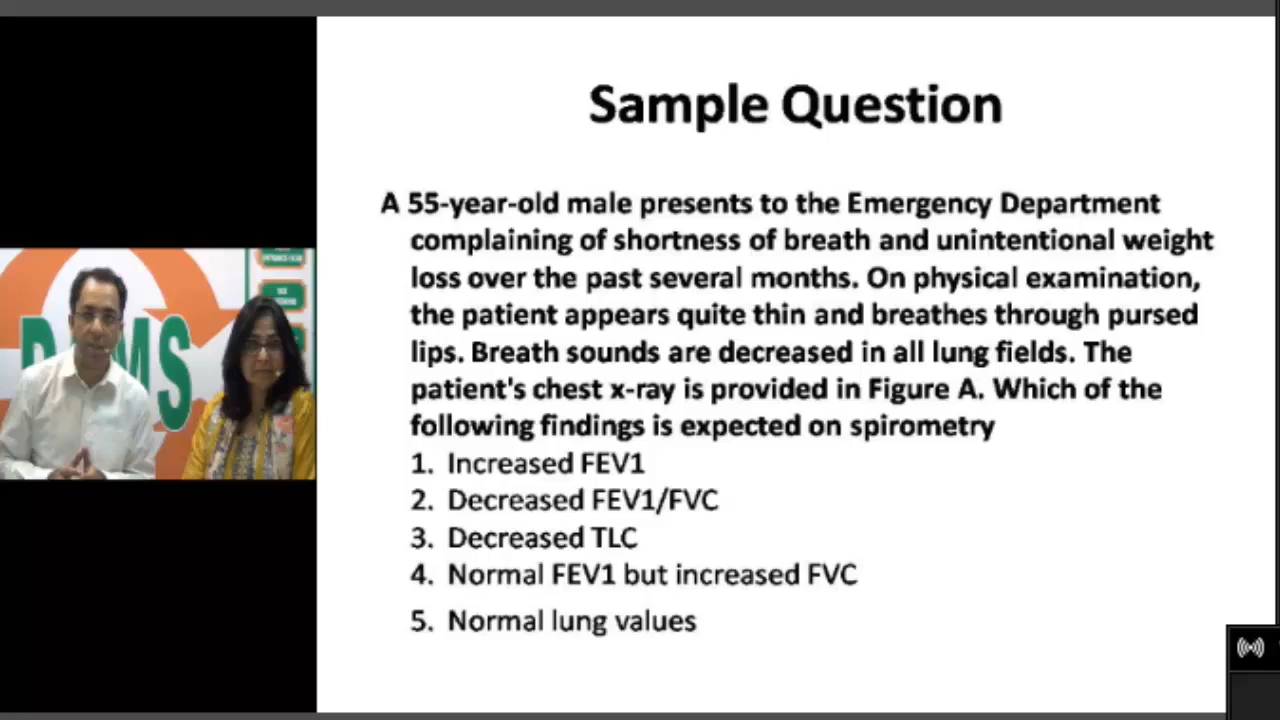 Sample Question
A 55-year-old male presents to the Emergency Department
complaining of shortness of breath and unintentional weight
loss over the past several months. On physical examination,
the patient appears quite thin and breathes through pursed
lips. Breath sounds are decreased in all lung fields. The
patient's chest x-ray is provided in Figure A. Which of the
following findings is expected on spirometry
1. Increased FEV1
2. Decreased FEV1/FVC
3. Decreased TLC
4. Normal FEV1 but increased FVC
5. Normal lung values